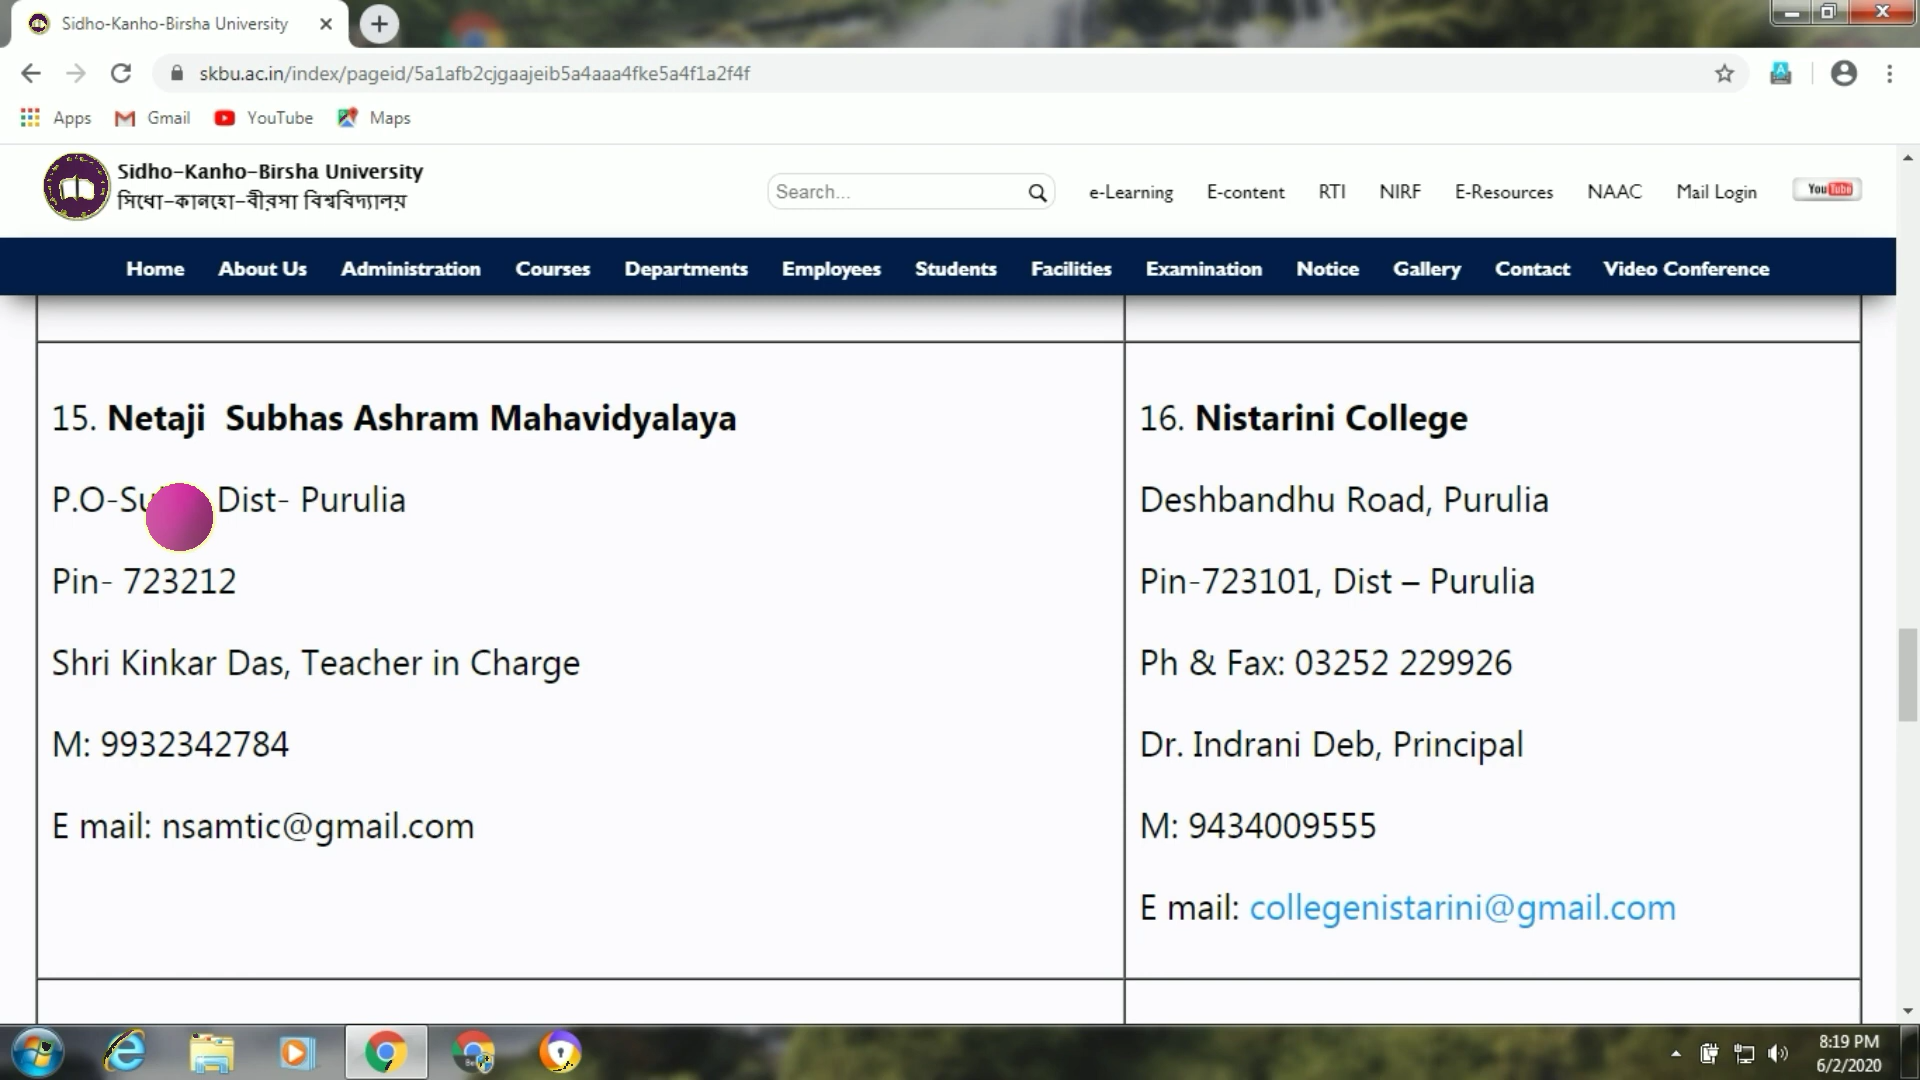 Sidho-Kanho-Birsha University
skbu.ac.in/index/pageid/5a1afb2cjgaajeib5a4aaa4fke5a4f1a2f4f
Apps Gmail YouTube Maps
Sidho-Kanho-Birsha University
সিধো-কানহো-বীরসা বিশ্ববিদ্যালয়
Search... e-Learning E-content RTI NIRF E-Resources NAAC Mail Login YouTube
Home About Us Administration Courses Departments Employees Students Facilities Examination Notice Gallery Contact Video Conference
15. Netaji Subhas Ashram Mahavidyalaya
P.O- Dist- Purulia
Pin- 723212
Shri Kinkar Das, Teacher in Charge
M: 9932342784
E mail: nsamtic@gmail.com
16. Nistarini College
Deshbandhu Road, Purulia
Pin-723101, Dist – Purulia
Ph & Fax: 03252 229926
Dr. Indrani Deb, Principal
M: 9434009555
E mail: collegenistarini@gmail.com
8:19 PM
6/2/2020